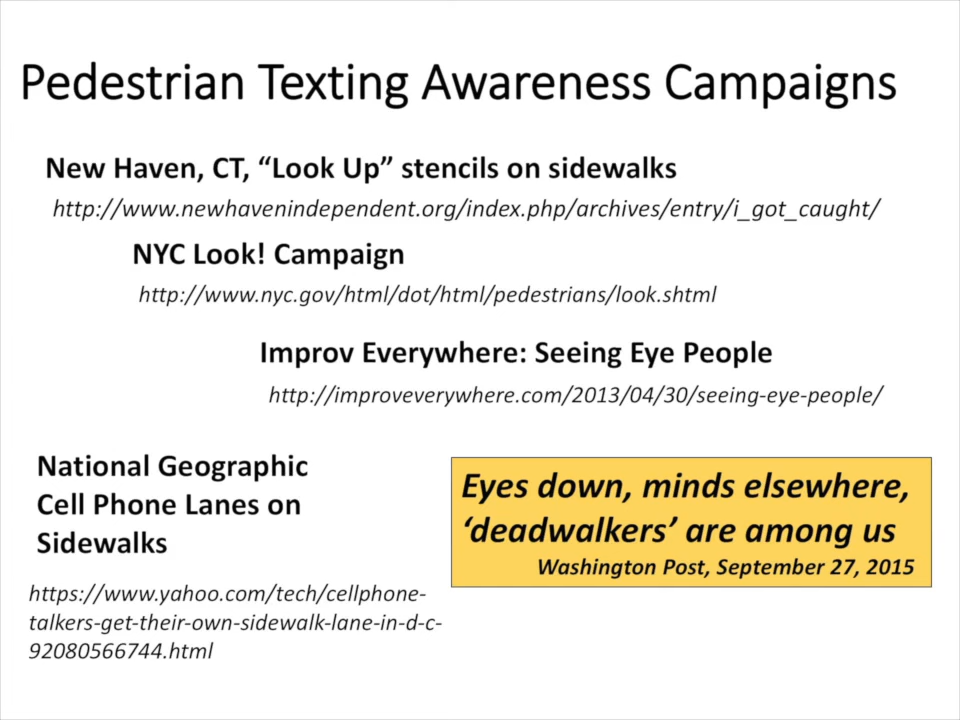 Pedestrian Texting Awareness Campaigns
New Haven, CT, “Look Up” stencils on sidewalks
http://www.newhavenindependent.org/index.php/archives/entry/i_got_caught/
NYC Look! Campaign
http://www.nyc.gov/html/dot/html/pedestrians/look.shtml
Improv Everywhere: Seeing Eye People
http://improveverywhere.com/2013/04/30/seeing-eye-people/
National Geographic
Cell Phone Lanes on
Sidewalks
https://www.yahoo.com/tech/cellphone-
talkers-get-their-own-sidewalk-lane-in-d-c-
92080566744.html
Eyes down, minds elsewhere,
‘deadwalkers’ are among us
Washington Post, September 27, 2015